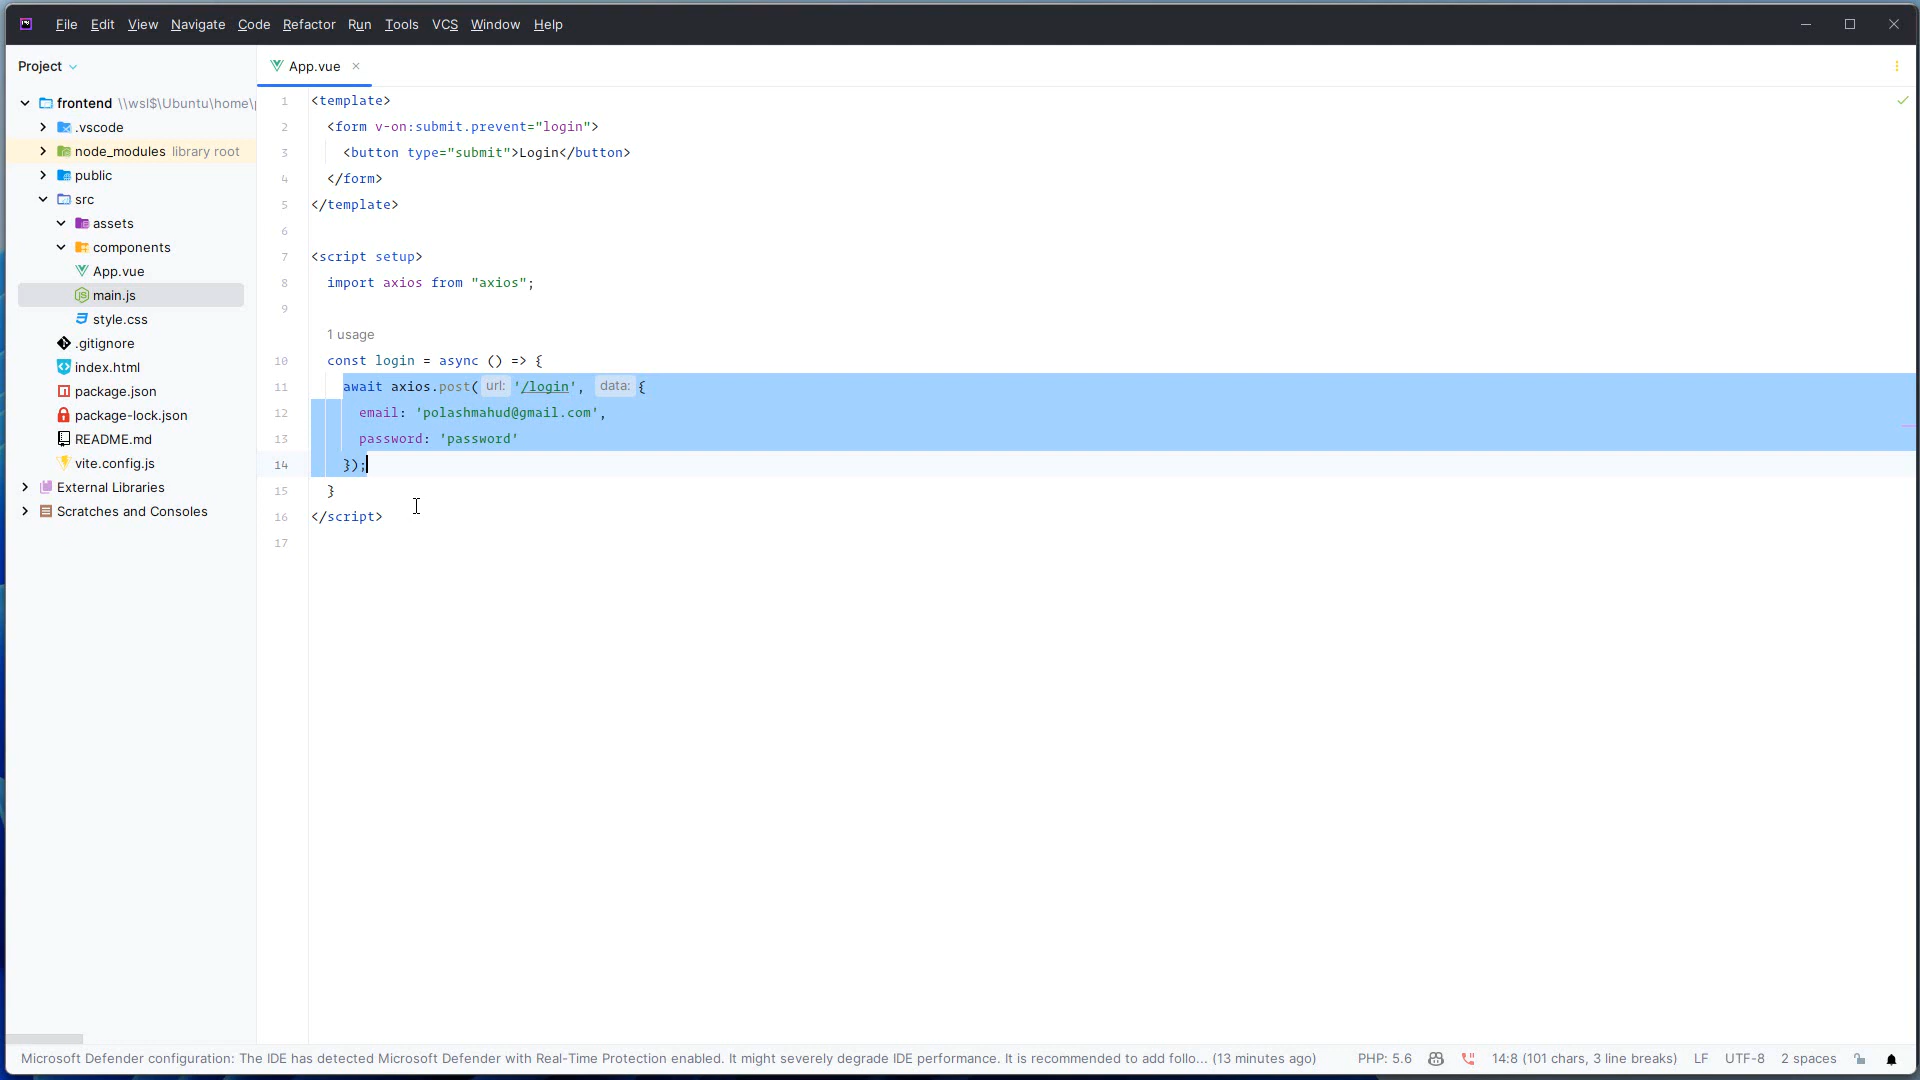 File Edit View Navigate Code Refactor Run Tools VCS Window Help
Project
App.vue
frontend \\wsl$\Ubuntu\home\
.vscode
node_modules library root
public
src
assets
components
App.vue
main.js
style.css
.gitignore
index.html
package.json
package-lock.json
README.md
vite.config.js
External Libraries
Scratches and Consoles
1 <template>
2 <form v-on:submit.prevent="login">
3 <button type="submit">Login</button>
4 </form>
5 </template>
6
7 <script setup>
8 import axios from "axios";
9
1 usage
10 const login = async () => {
11 await axios.post( url: '/login', data: {
12 email: 'polashmahud@gmail.com',
13 password: 'password'
14 });
15 }
16 </script>
17
Microsoft Defender configuration: The IDE has detected Microsoft Defender with Real-Time Protection enabled. It might severely degrade IDE performance. It is recommended to add follo... (13 minutes ago) PHP: 5.6 14:8 (101 chars, 3 line breaks) LF UTF-8 2 spaces